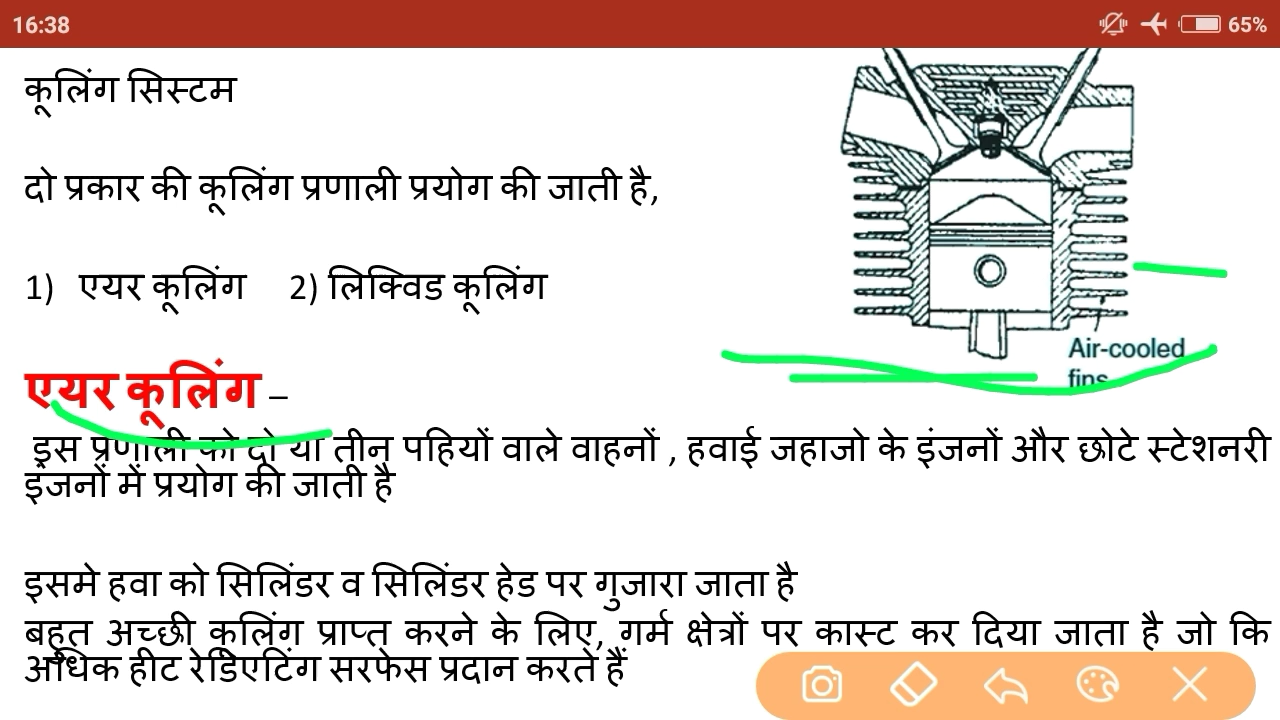 16:38
65%
कूलिंग सिस्टम
दो प्रकार की कूलिंग प्रणाली प्रयोग की जाती है,
1) एयर कूलिंग 2) लिक्विड कूलिंग
Air-cooled
fins
एयर कूलिंग –
इस प्रणाली को दो या तीन पहियों वाले वाहनों , हवाई जहाजो के इंजनों और छोटे स्टेशनरी
इंजनों में प्रयोग की जाती है
इसमे हवा को सिलिंडर व सिलिंडर हेड पर गुजारा जाता है
बहुत अच्छी कूलिंग प्राप्त करने के लिए, गर्म क्षेत्रों पर कास्ट कर दिया जाता है जो कि
अधिक हीट रेडिएटिंग सरफेस प्रदान करते हैं